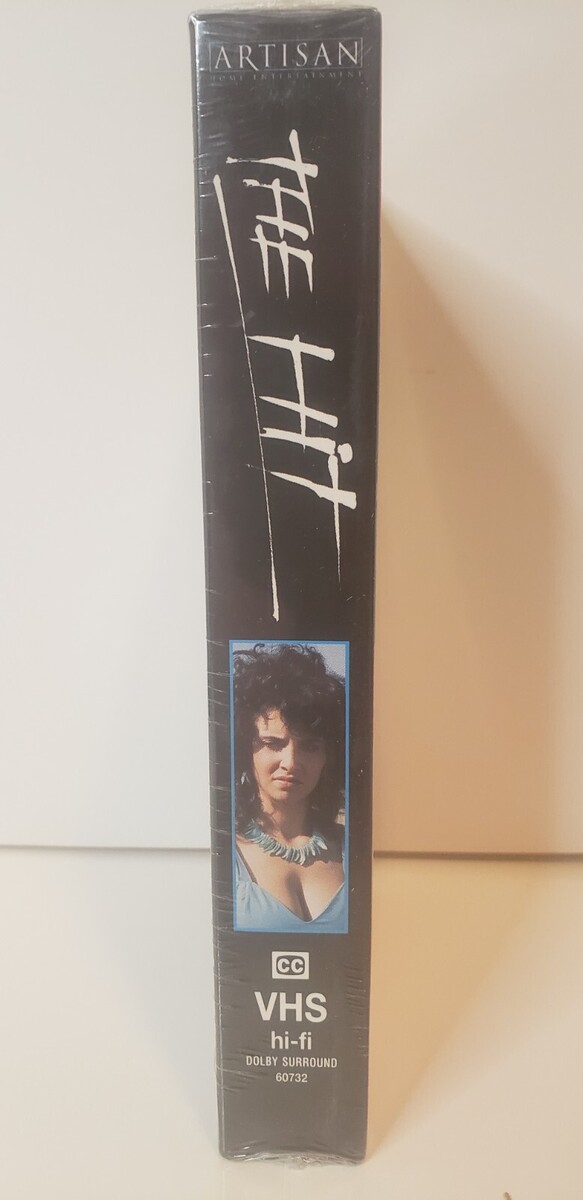 ARTISAN
HOME ENTERTAINMENT
THE HiT
CC
VHS
hi-fi
DOLBY SURROUND
60732